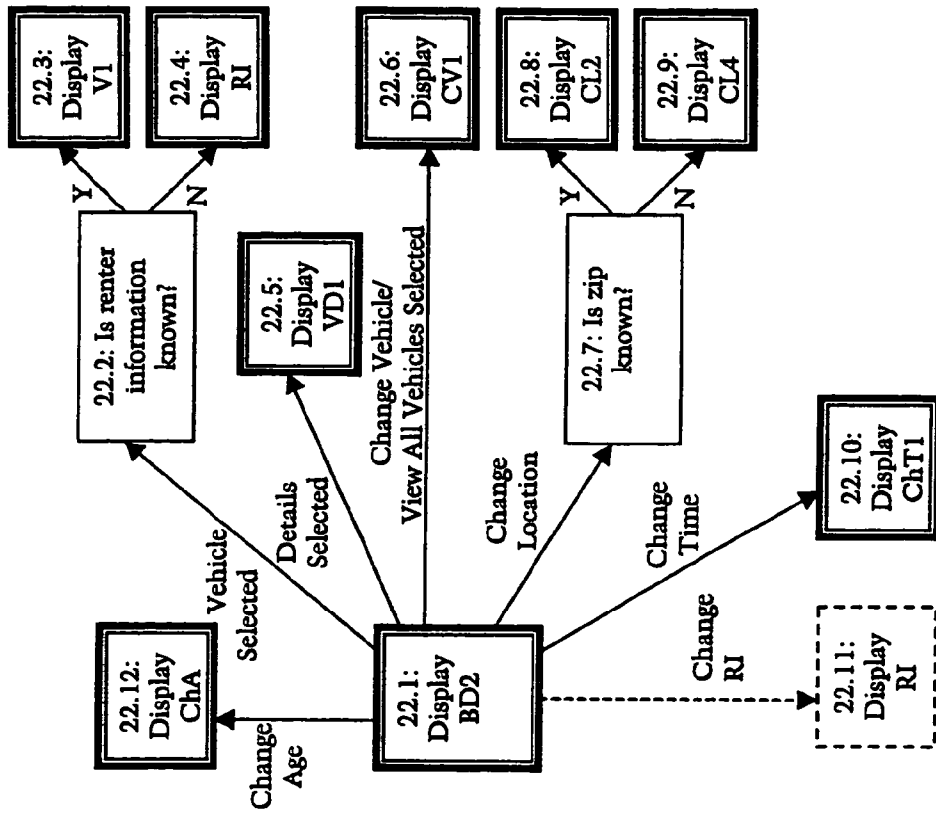 22.12:
Display
ChA
Change
Age
22.1:
Display
BD2
Vehicle
Selected
22.2: Is renter
information
known?
Y
22.3:
Display
V1
N
22.4:
Display
RI
Details
Selected
22.5:
Display
VD1
Change Vehicle/
View All Vehicles Selected
22.6:
Display
CV1
Change
Location
22.7: Is zip
known?
Y
22.8:
Display
CL2
N
22.9:
Display
CL4
Change
Time
22.10:
Display
ChT1
Change
RI
22.11:
Display
RI